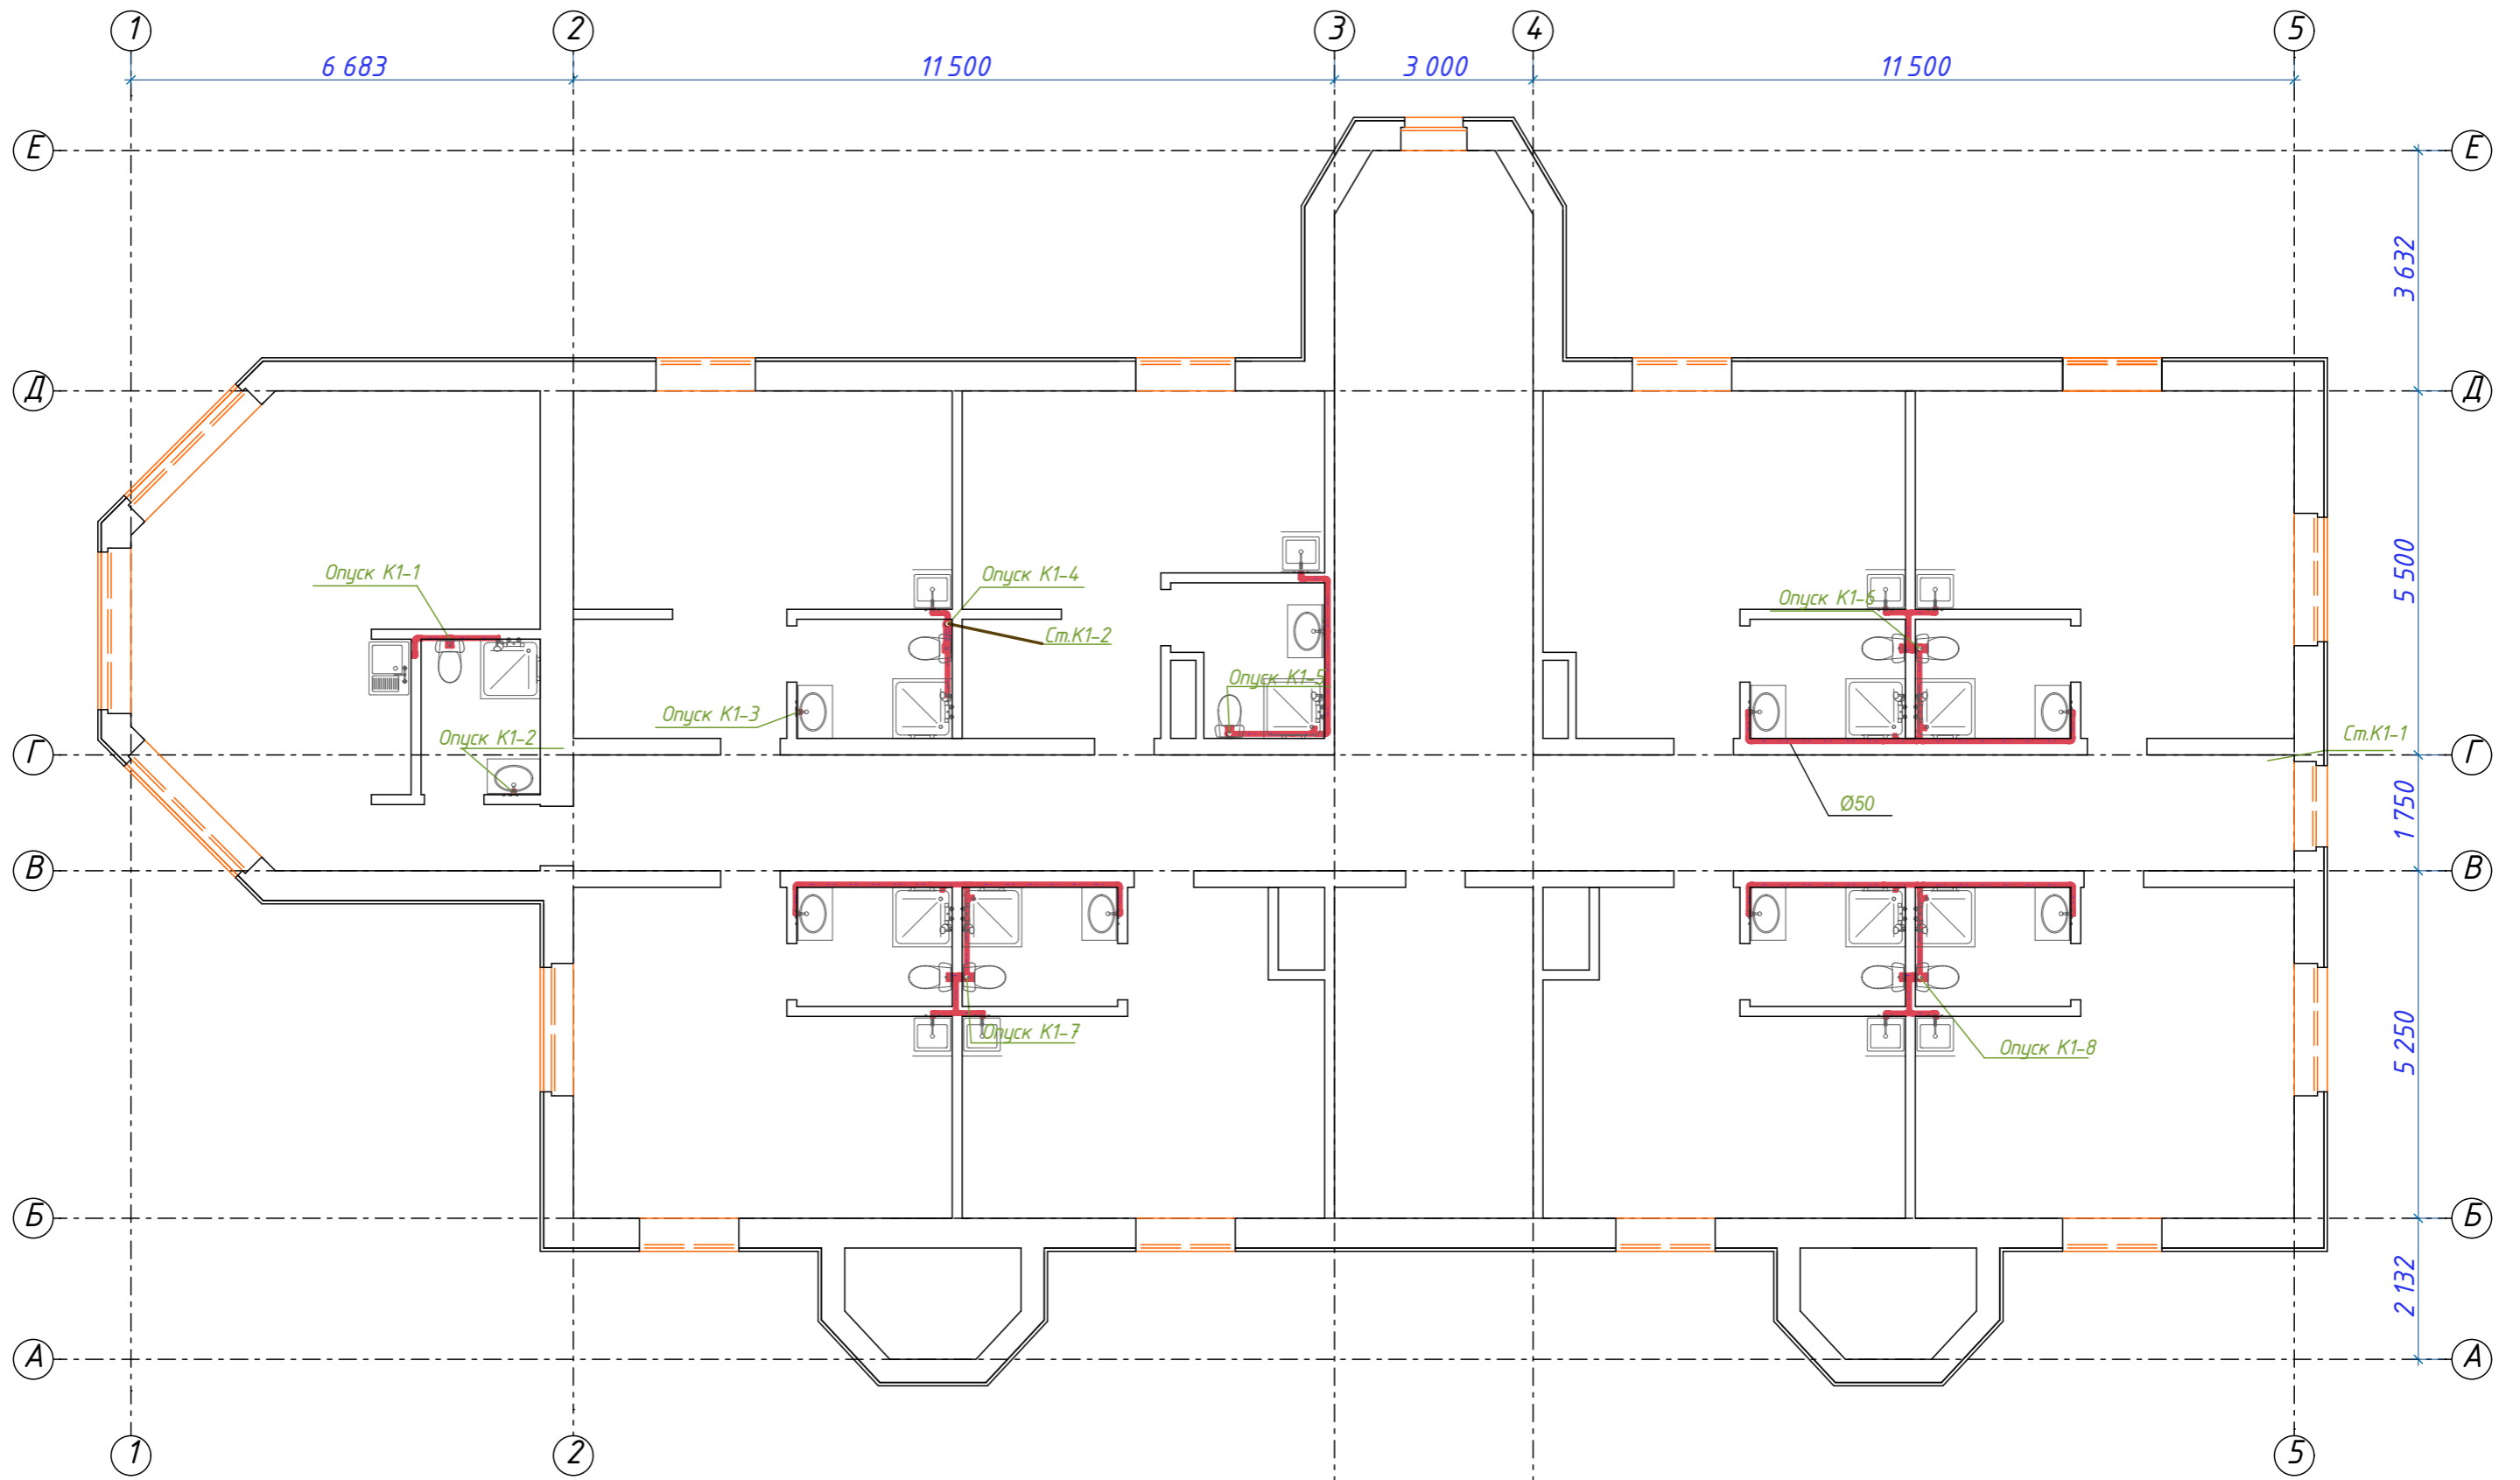 1 2 3 4 5
6 683 11 500 3 000 11 500
Е Е
3 632
Д Д
5 500
Опуск К1-1
Опуск К1-4
Опуск К1-6
Ст.К1-2
Опуск К1-5
Опуск К1-3
Опуск К1-2
Ст.К1-1
Г Г
Ø50
1 750
В В
Опуск К1-7
Опуск К1-8
5 250
Б Б
2 132
А А
1 2 5